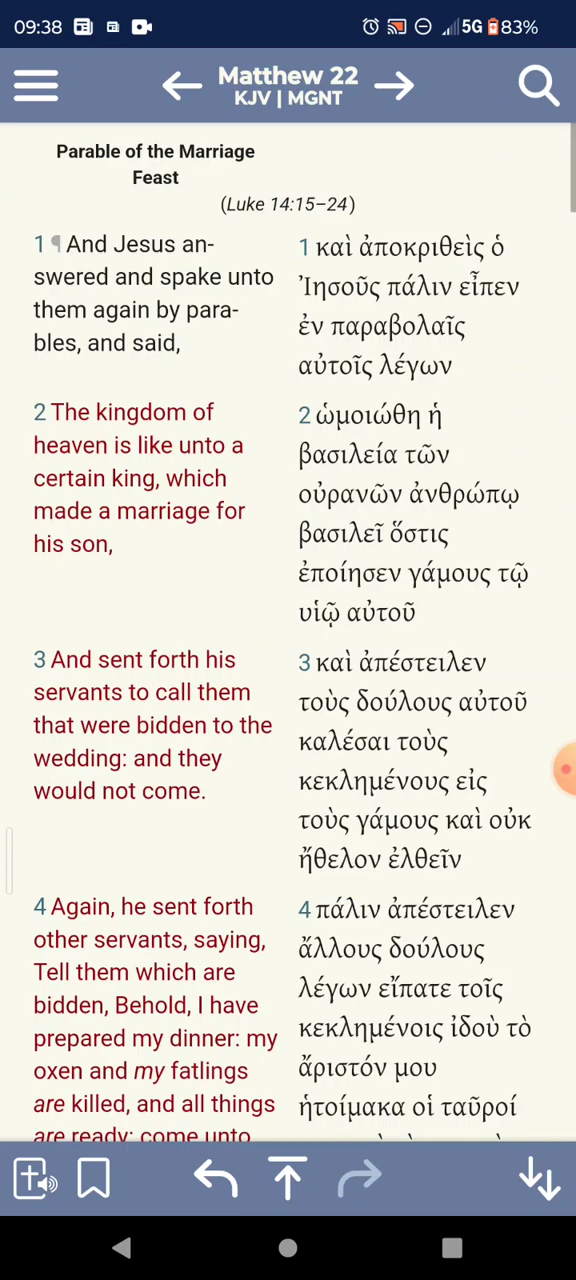 09:38
5G 83%
Matthew 22
KJV | MGNT
Parable of the Marriage
Feast
(Luke 14:15–24)
1 ¶ And Jesus an-
swered and spake unto
them again by para-
bles, and said,
1 καὶ ἀποκριθεὶς ὁ
Ἰησοῦς πάλιν εἶπεν
ἐν παραβολαῖς
αὐτοῖς λέγων
2 The kingdom of
heaven is like unto a
certain king, which
made a marriage for
his son,
2 ὡμοιώθη ἡ
βασιλεία τῶν
οὐρανῶν ἀνθρώπῳ
βασιλεῖ ὅστις
ἐποίησεν γάμους τῷ
υἱῷ αὐτοῦ
3 And sent forth his
servants to call them
that were bidden to the
wedding: and they
would not come.
3 καὶ ἀπέστειλεν
τοὺς δούλους αὐτοῦ
καλέσαι τοὺς
κεκλημένους εἰς
τοὺς γάμους καὶ οὐκ
ἤθελον ἐλθεῖν
4 Again, he sent forth
other servants, saying,
Tell them which are
bidden, Behold, I have
prepared my dinner: my
oxen and my fatlings
are killed, and all things
are ready: come unto
4 πάλιν ἀπέστειλεν
ἄλλους δούλους
λέγων εἴπατε τοῖς
κεκλημένοις ἰδοὺ τὸ
ἄριστόν μου
ἡτοίμακα οἱ ταῦροί